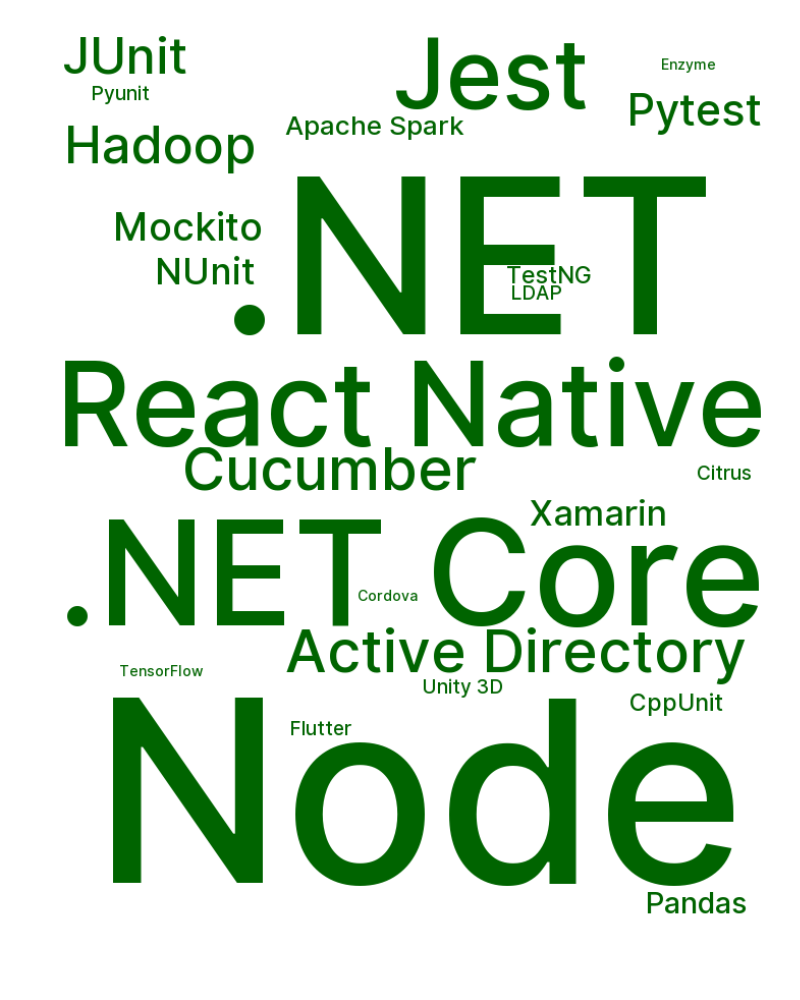 JUnit
Jest
Enzyme
Pyunit
Pytest
Apache Spark
Hadoop
Mockito
.NET
NUnit
TestNG
LDAP
React Native
Cucumber
Citrus
Xamarin
.NET Core
Cordova
Active Directory
TensorFlow
Unity 3D
CppUnit
Flutter
Node
Pandas